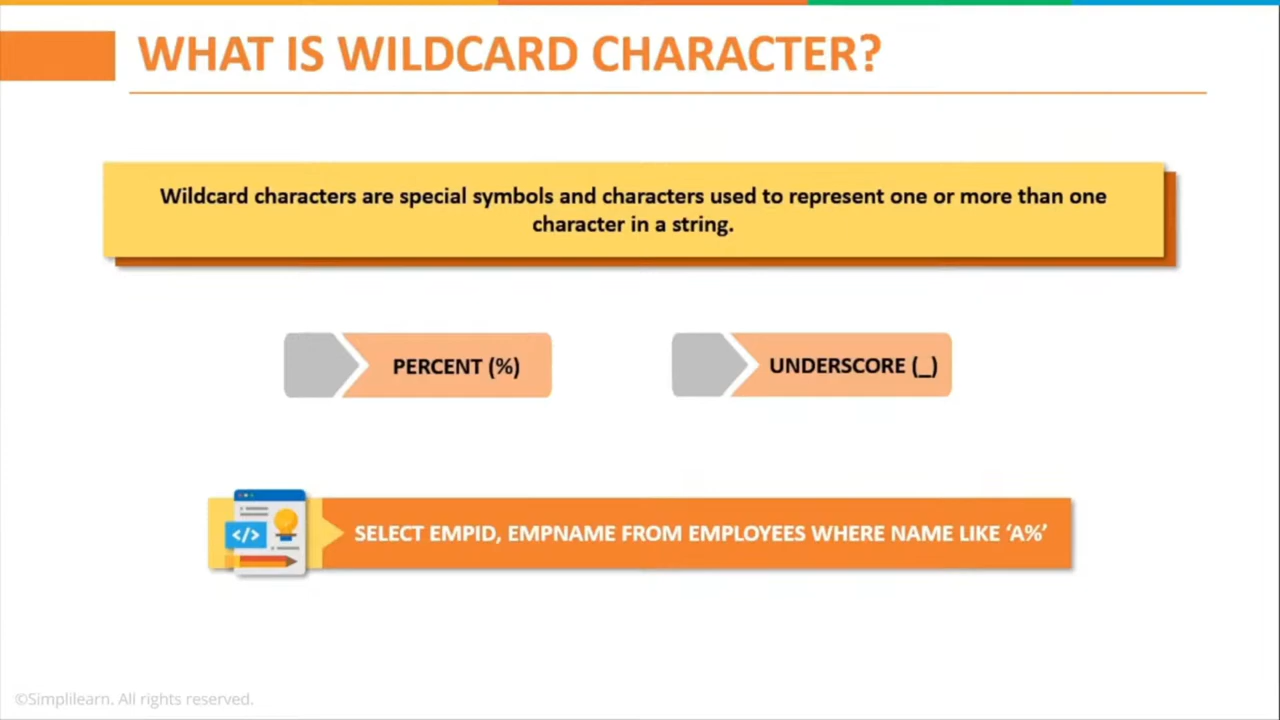 WHAT IS WILDCARD CHARACTER?
Wildcard characters are special symbols and characters used to represent one or more than one
character in a string.
PERCENT (%)
UNDERSCORE (_)
</>
SELECT EMPID, EMPNAME FROM EMPLOYEES WHERE NAME LIKE ‘A%’
©Simplilearn. All rights reserved.